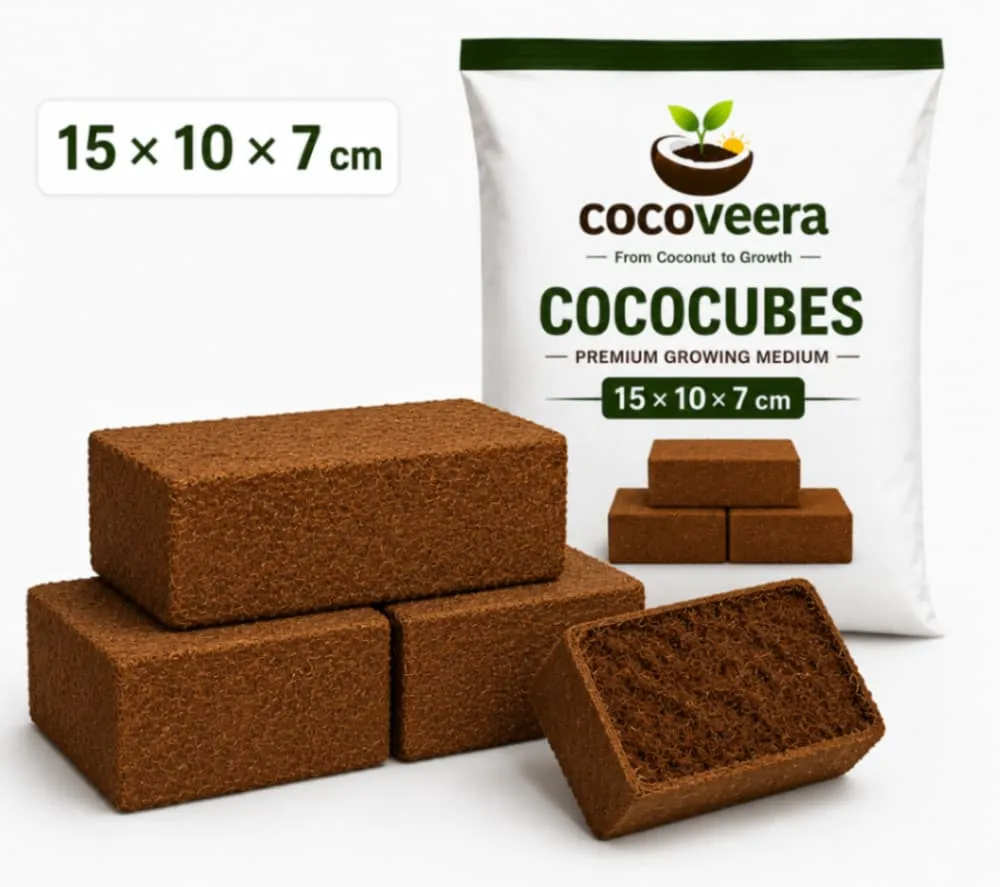 15 × 10 × 7 cm
cocoveera
From Coconut to Growth
COCOCUBES
PREMIUM GROWING MEDIUM
15 × 10 × 7 cm